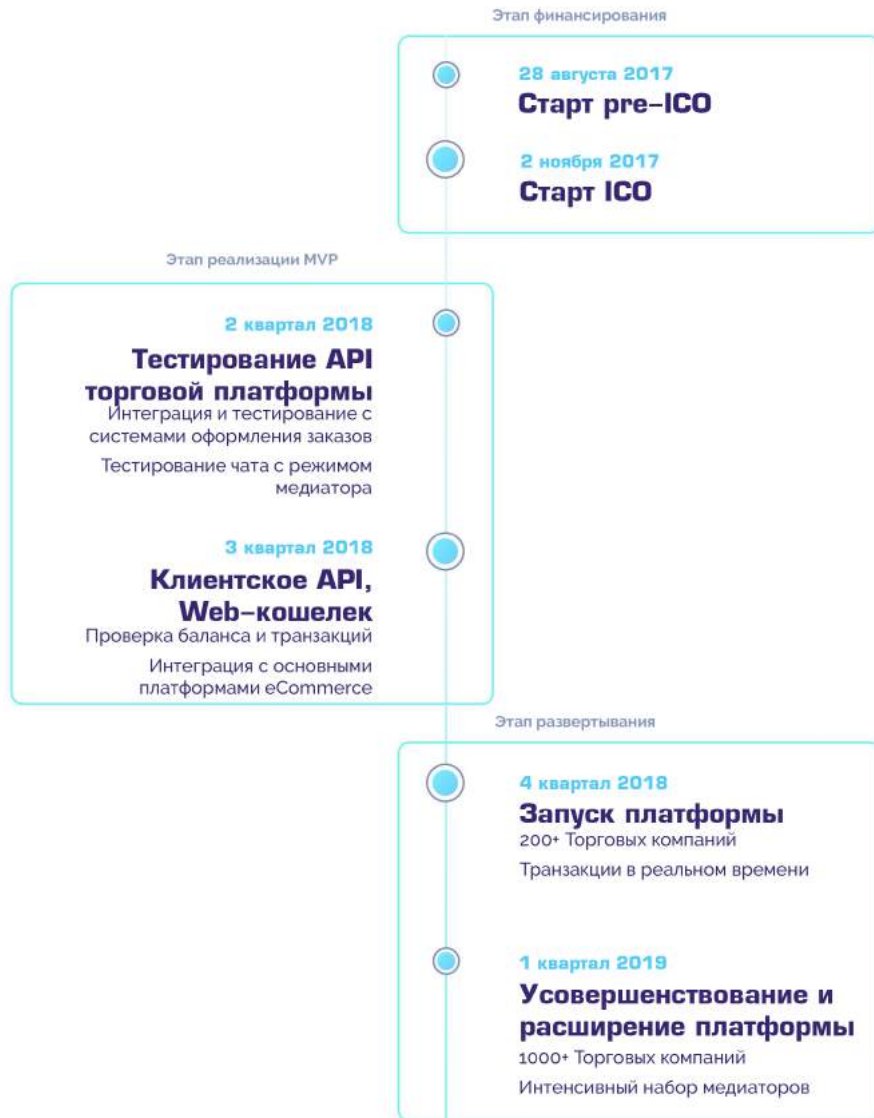 Этап финансирования
28 августа 2017
Старт pre-ICO
2 ноября 2017
Старт ICO
Этап реализации MVP
2 квартал 2018
Тестирование API
торговой платформы
Интеграция и тестирование с
системами оформления заказов
Тестирование чата с режимом
медиатора
3 квартал 2018
Клиентское API,
Web-кошелек
Проверка баланса и транзакций
Интеграция с основными
платформами eCommerce
Этап развертывания
4 квартал 2018
Запуск платформы
200+ Торговых компаний
Транзакции в реальном времени
1 квартал 2019
Усовершенствование и
расширение платформы
1000+ Торговых компаний
Интенсивный набор медиаторов